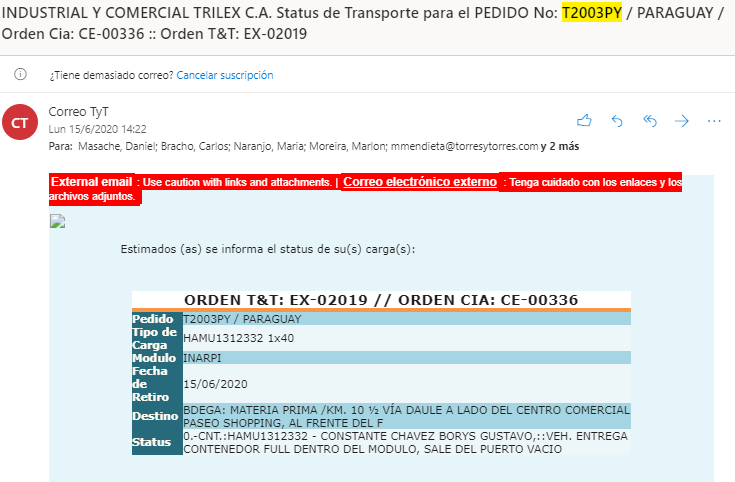 INDUSTRIAL Y COMERCIAL TRILEX C.A. Status de Transporte para el PEDIDO No: T2003PY / PARAGUAY /
Orden Cia: CE-00336 :: Orden T&T: EX-02019
¿Tiene demasiado correo? Cancelar suscripción
CT
Correo TyT
Lun 15/6/2020 14:22
Para: Masache, Daniel; Bracho, Carlos; Naranjo, Maria; Moreira, Marlon; mmendieta@torresytorres.com y 2 más
External email : Use caution with links and attachments. | Correo electrónico externo : Tenga cuidado con los enlaces y los
archivos adjuntos.
Estimados (as) se informa el status de su(s) carga(s):
ORDEN T&T: EX-02019 // ORDEN CIA: CE-00336
Pedido T2003PY / PARAGUAY
Tipo de
Carga HAMU1312332 1x40
Modulo INARPI
Fecha
de
Retiro 15/06/2020
Destino BDEGA: MATERIA PRIMA /KM. 10 ½ VÍA DAULE A LADO DEL CENTRO COMERCIAL
PASEO SHOPPING, AL FRENTE DEL F
Status 0.-CNT.:HAMU1312332 - CONSTANTE CHAVEZ BORYS GUSTAVO,::VEH. ENTREGA
CONTENEDOR FULL DENTRO DEL MODULO, SALE DEL PUERTO VACIO